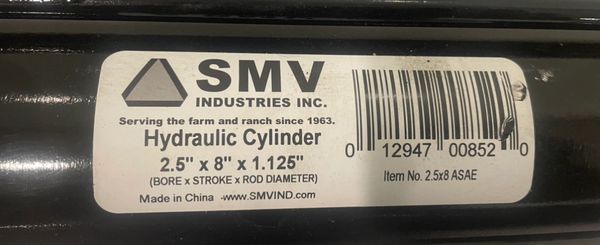 SMV
INDUSTRIES INC.
Serving the farm and ranch since 1963.
Hydraulic Cylinder
2.5" x 8" x 1.125"
(BORE x STROKE x ROD DIAMETER)
Made in China - www.SMVIND.com
0 12947 00852 0
Item No. 2.5x8 ASAE